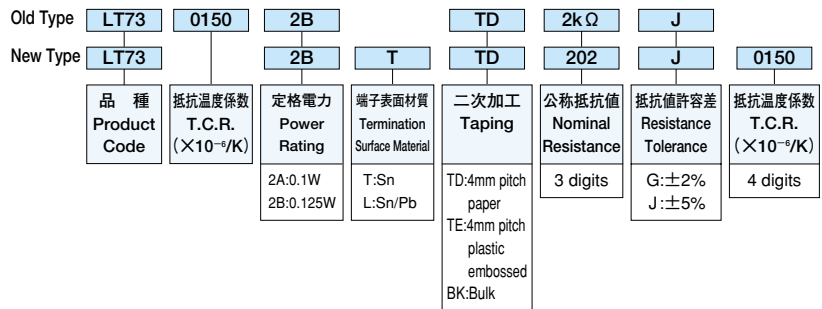 Old Type LT73 0150 2B TD 2kΩ J
New Type LT73 2B T TD 202 J 0150
品 種
Product
Code
抵抗温度係数
T.C.R.
(×10⁻⁶/K)
定格電力
Power
Rating
端子表面材質
Termination
Surface Material
二次加工
Taping
公称抵抗値
Nominal
Resistance
抵抗値許容差
Resistance
Tolerance
抵抗温度係数
T.C.R.
(×10⁻⁶/K)
2A:0.1W
2B:0.125W
T:Sn
L:Sn/Pb
TD:4mm pitch
paper
TE:4mm pitch
plastic
embossed
BK:Bulk
3 digits
G:±2%
J:±5%
4 digits